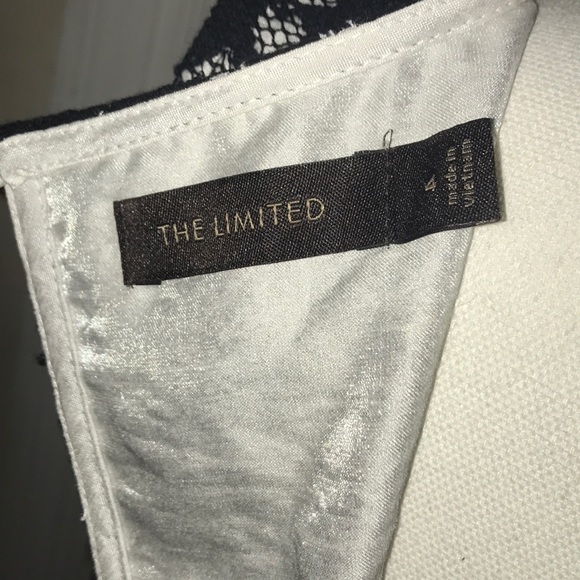 THE LIMITED
4
made in
vietnam